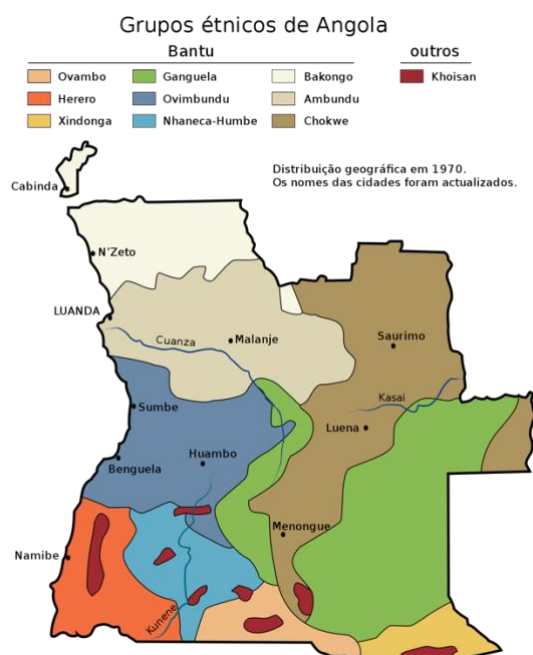 Grupos étnicos de Angola
Bantu
outros
Ovambo
Ganguela
Bakongo
Khoisan
Herero
Ovimbundu
Ambundu
Xindonga
Nhaneca-Humbe
Chokwe
Distribuição geográfica em 1970.
Os nomes das cidades foram actualizados.
Cabinda
N'Zeto
LUANDA
Cuanza
Malanje
Saurimo
Kasai
Sumbe
Luena
Huambo
Benguela
Menongue
Namibe
Kunene